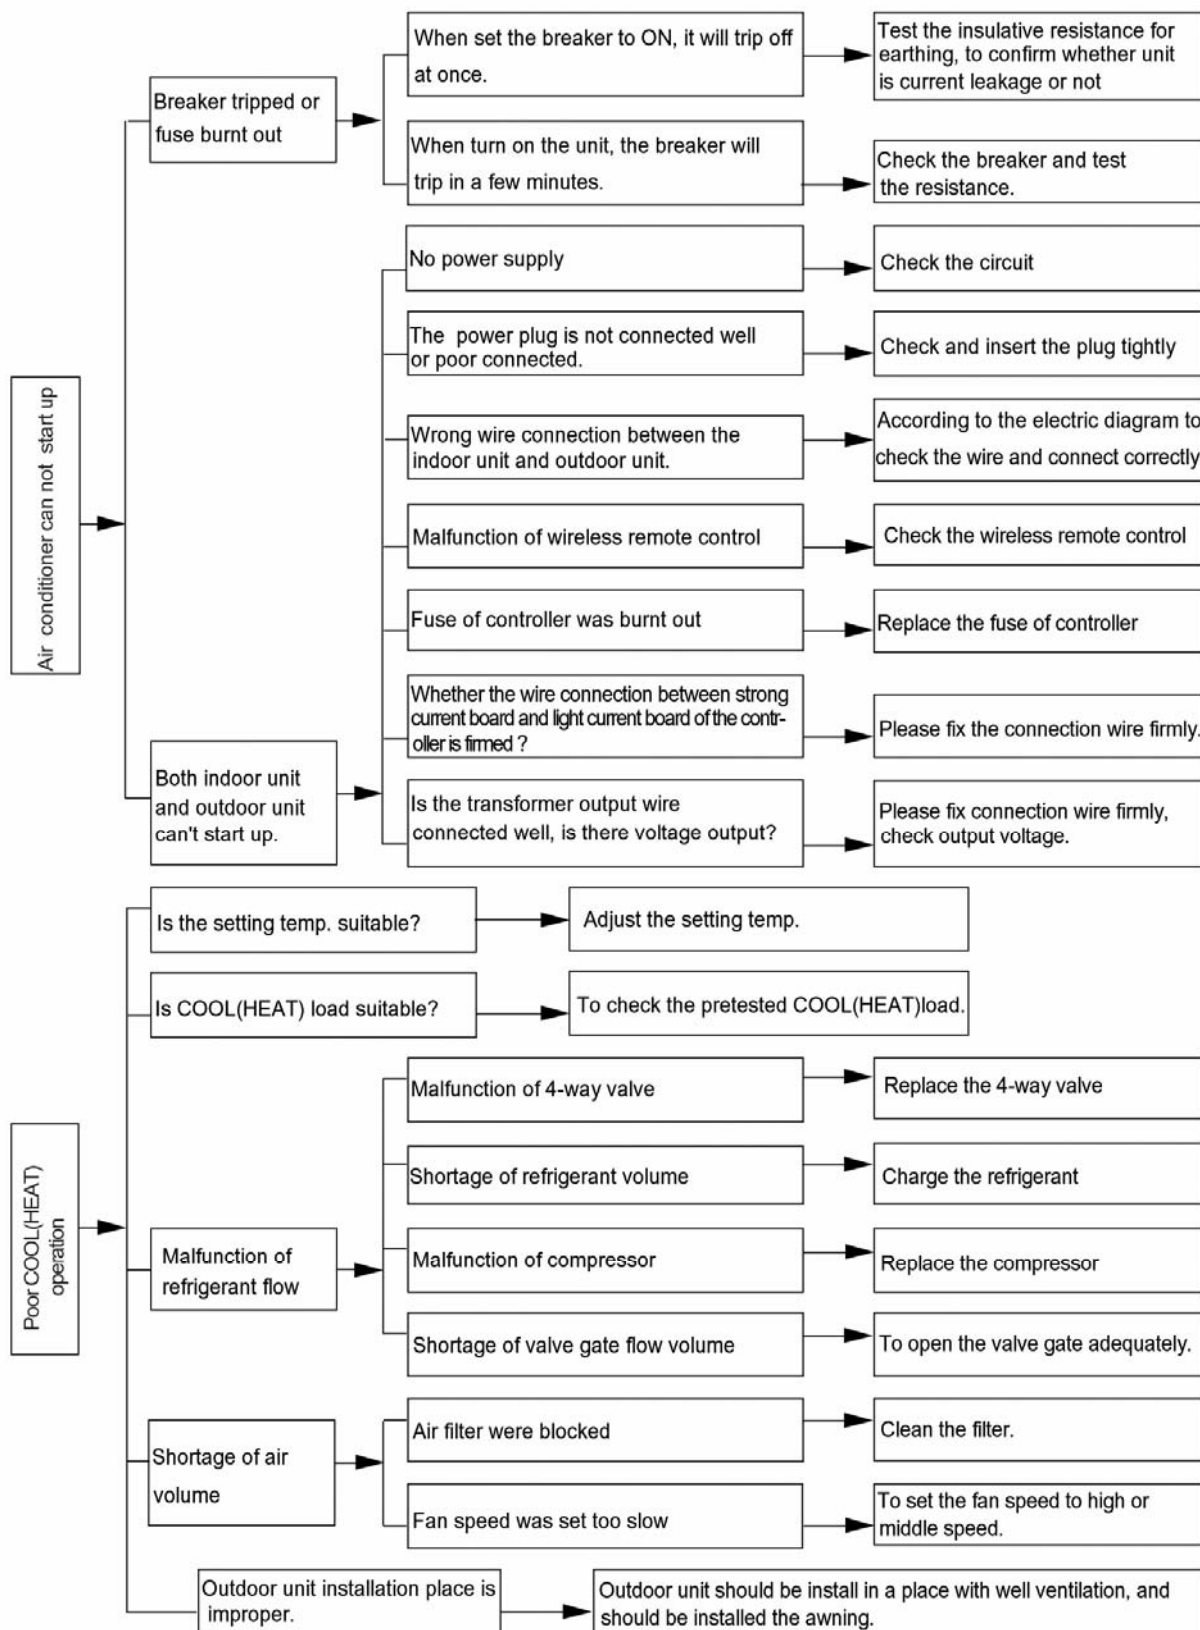 When set the breaker to ON, it will trip off
at once.
Test the insulative resistance for
earthing, to confirm whether unit
is current leakage or not
Breaker tripped or
fuse burnt out
When turn on the unit, the breaker will
trip in a few minutes.
Check the breaker and test
the resistance.
No power supply
Check the circuit
The power plug is not connected well
or poor connected.
Check and insert the plug tightly
Air conditioner can not start up
Wrong wire connection between the
indoor unit and outdoor unit.
According to the electric diagram to
check the wire and connect correctly
Malfunction of wireless remote control
Check the wireless remote control
Fuse of controller was burnt out
Replace the fuse of controller
Whether the wire connection between strong
current board and light current board of the contr-
oller is firmed ?
Please fix the connection wire firmly.
Both indoor unit
and outdoor unit
can't start up.
Is the transformer output wire
connected well, is there voltage output?
Please fix connection wire firmly,
check output voltage.
Is the setting temp. suitable?
Adjust the setting temp.
Is COOL(HEAT) load suitable?
To check the pretested COOL(HEAT)load.
Malfunction of 4-way valve
Replace the 4-way valve
Poor COOL(HEAT)
operation
Shortage of refrigerant volume
Charge the refrigerant
Malfunction of
refrigerant flow
Malfunction of compressor
Replace the compressor
Shortage of valve gate flow volume
To open the valve gate adequately.
Shortage of air
volume
Air filter were blocked
Clean the filter.
Fan speed was set too slow
To set the fan speed to high or
middle speed.
Outdoor unit installation place is
improper.
Outdoor unit should be install in a place with well ventilation, and
should be installed the awning.